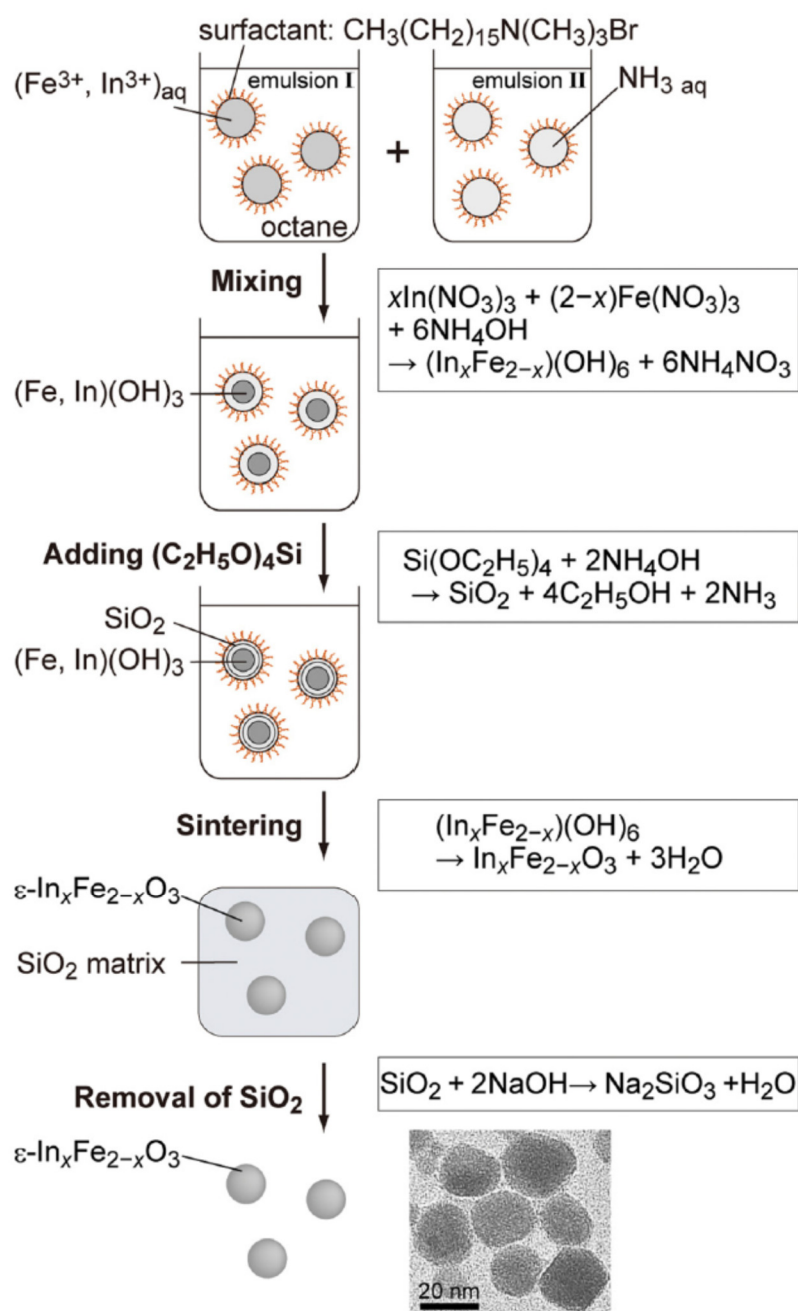 surfactant: CH3(CH2)15N(CH3)3Br
(Fe3+, In3+)aq
emulsion I
emulsion II
NH3 aq
+
octane
Mixing
xIn(NO3)3 + (2−x)Fe(NO3)3
+ 6NH4OH
→ (InxFe2−x)(OH)6 + 6NH4NO3
(Fe, In)(OH)3
Adding (C2H5O)4Si
Si(OC2H5)4 + 2NH4OH
→ SiO2 + 4C2H5OH + 2NH3
SiO2
(Fe, In)(OH)3
Sintering
(InxFe2−x)(OH)6
→ InxFe2−xO3 + 3H2O
ε-InxFe2−xO3
SiO2 matrix
Removal of SiO2
SiO2 + 2NaOH→ Na2SiO3 +H2O
ε-InxFe2−xO3
20 nm